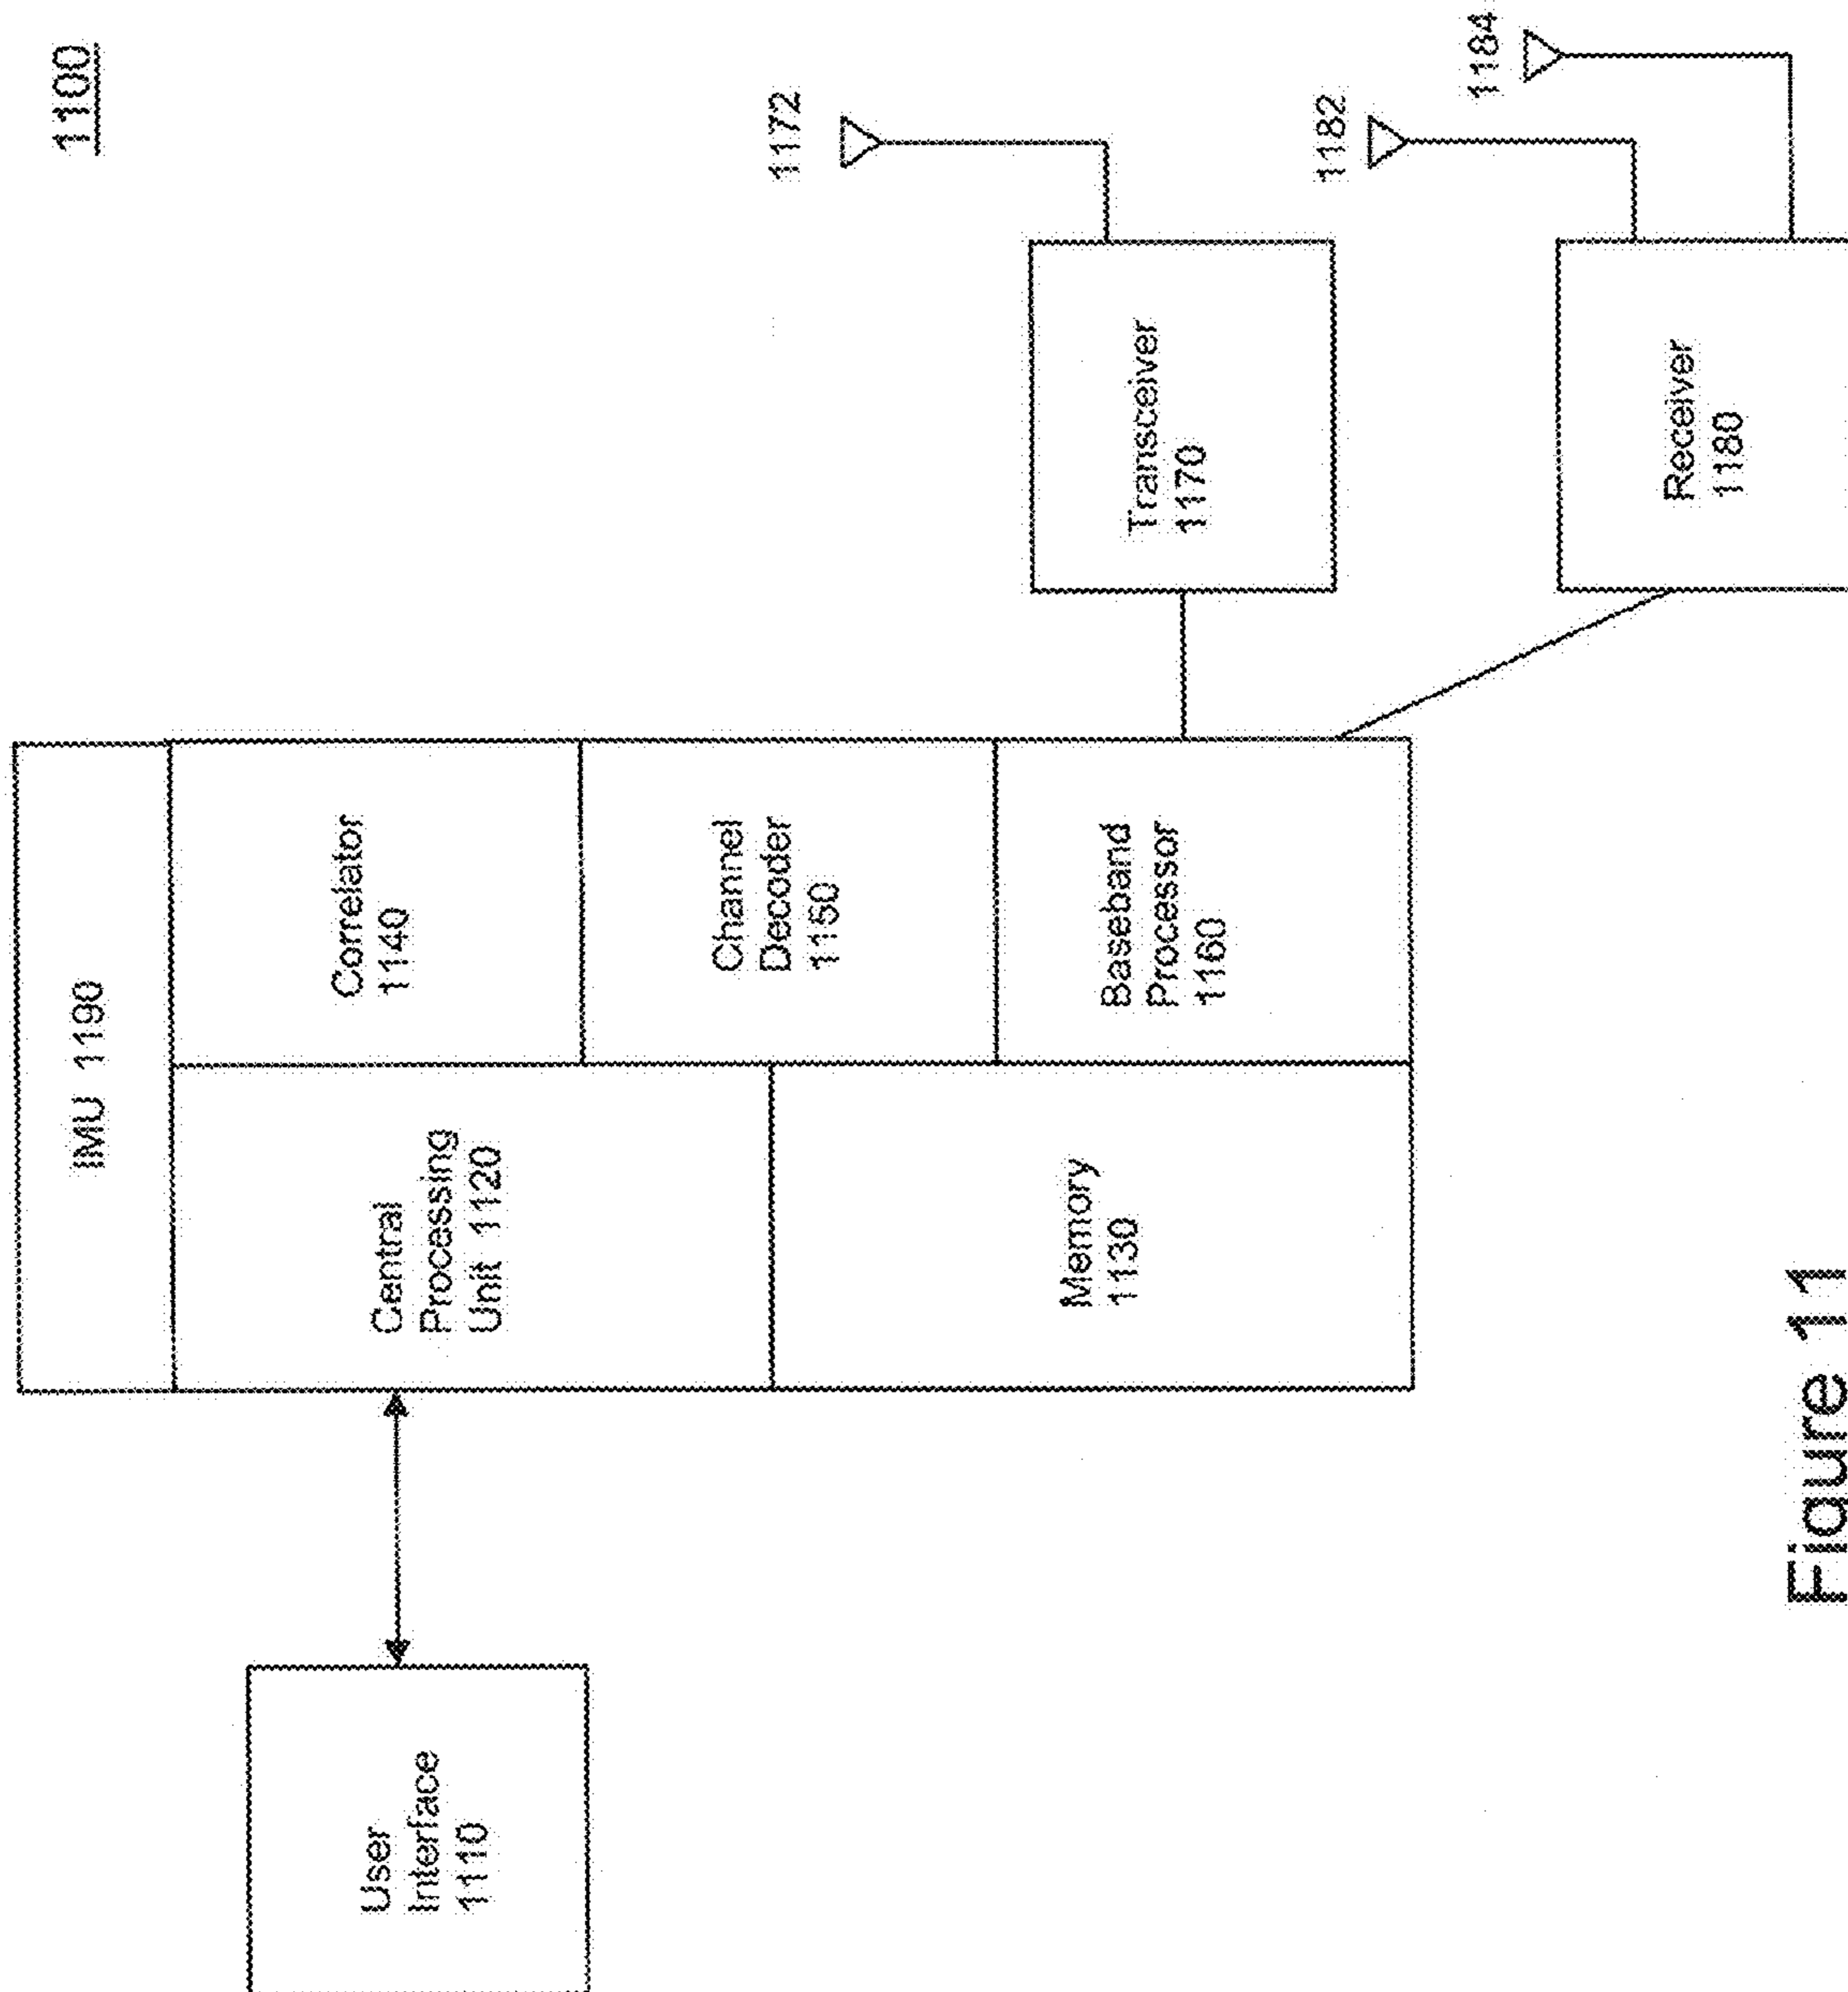 1100
IMU 1190
Central
Processing
Unit 1120
Correlator
1140
Channel
Decoder
1150
Memory
1130
Baseband
Processor
1160
User
Interface
1110
Transceiver
1170
1172
Receiver
1180
1182
1184
Figure 11